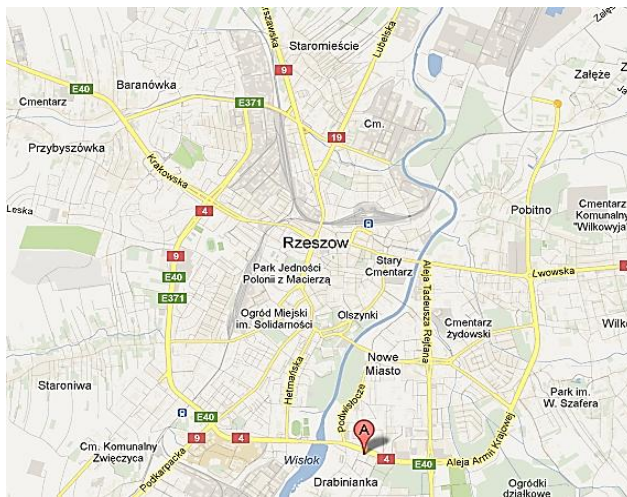 Warszawska
Staromieście
Lubelska
9
Załęże
E40
Baranówka
Cmentarz
E371
Cm.
19
Przybyszówka
Krakowska
4
Cmentarz
Komunalny
"Wilkowyja"
Pobitno
Rzeszow
9
Stary
Cmentarz
Park Jedności
Polonii z Macierzą
E40
Lwowska
4
E371
Aleja Tadeusza Rejtana
Ogród Miejski
im. Solidarności
Olszynki
Cmentarz
żydowski
Nowe
Miasto
Staroniwa
Hetmańska
Podwisłocze
Park im.
W. Szafera
E40
A
Aleja Armii Krajowej
Cm. Komunalny
Zwięczyca
9
4
4
E40
Podkarpacka
Wisłok
Drabinianka
Ogródki
działkowe